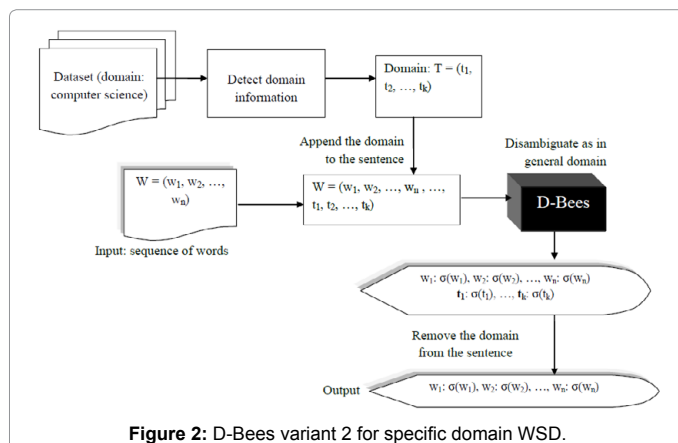 Dataset (domain:
computer science)
Detect domain
information
Domain: T = (t₁,
t₂, …, tₖ)
Append the domain
to the sentence
Disambiguate as in
general domain
W = (w₁, w₂, …,
wₙ)
W = (w₁, w₂, …, wₙ , … ,
t₁, t₂, …, tₖ)
D-Bees
Input: sequence of words
w₁: σ(w₁), w₂: σ(w₂), …, wₙ: σ(wₙ)
t₁: σ(t₁), …, tₖ: σ(tₖ)
Remove the domain
from the sentence
Output
w₁: σ(w₁), w₂: σ(w₂), …, wₙ: σ(wₙ)
Figure 2: D-Bees variant 2 for specific domain WSD.